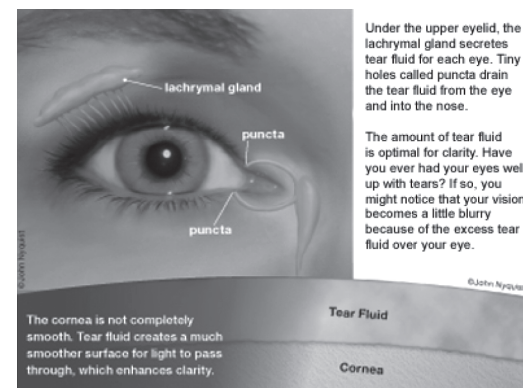 Under the upper eyelid, the
lachrymal gland secretes
tear fluid for each eye. Tiny
holes called puncta drain
the tear fluid from the eye
and into the nose.
The amount of tear fluid
is optimal for clarity. Have
you ever had your eyes well
up with tears? If so, you
might notice that your vision
becomes a little blurry
because of the excess tear
fluid over your eye.
lachrymal gland
puncta
puncta
©John Nyquist
©John Nyquist
The cornea is not completely
smooth. Tear fluid creates a much
smoother surface for light to pass
through, which enhances clarity.
Tear Fluid
Cornea